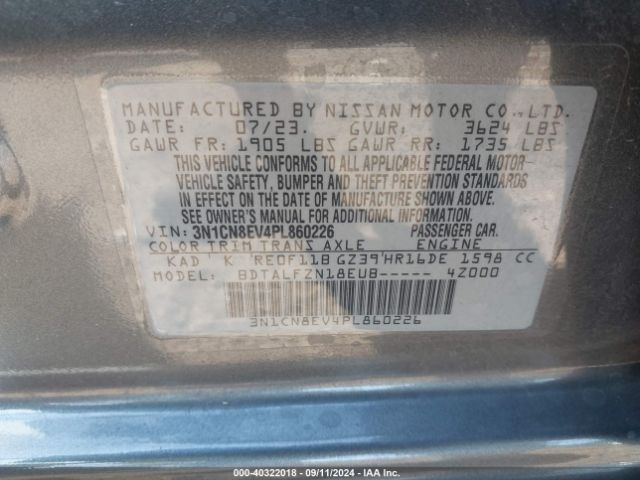 MANUFACTURED BY NISSAN MOTOR CO., LTD.
DATE: 07/23. GVWR: 3624 LBS
GAWR FR: 1905 LBS GAWR RR: 1735 LBS
THIS VEHICLE CONFORMS TO ALL APPLICABLE FEDERAL MOTOR
VEHICLE SAFETY, BUMPER AND THEFT PREVENTION STANDARDS
IN EFFECT ON THE DATE OF MANUFACTURE SHOWN ABOVE.
SEE OWNER'S MANUAL FOR ADDITIONAL INFORMATION.
VIN: 3N1CN8EV4PL860226 PASSENGER CAR.
COLOR TRIM TRANS AXLE ENGINE
KAD K RE0F11B GZ39 HR16DE 1598 CC
MODEL: BDTALFZN18EUB----- 4Z000
3N1CN8EV4PL860226
000-40322018 - 09/11/2024 - IAA Inc.